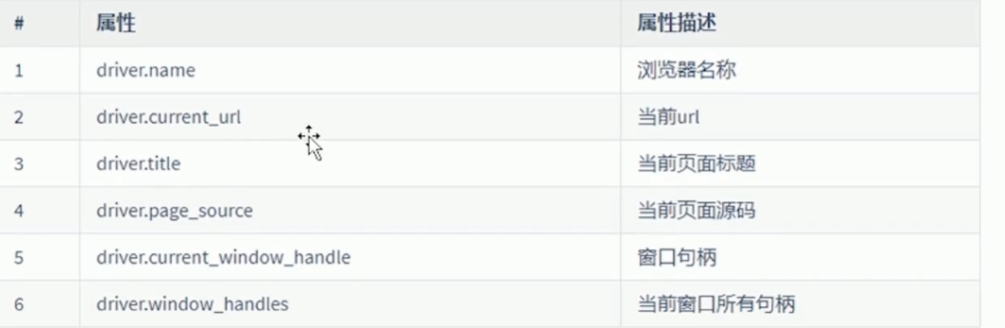 # 属性 属性描述
1 driver.name 浏览器名称
2 driver.current_url 当前url
3 driver.title 当前页面标题
4 driver.page_source 当前页面源码
5 driver.current_window_handle 窗口句柄
6 driver.window_handles 当前窗口所有句柄